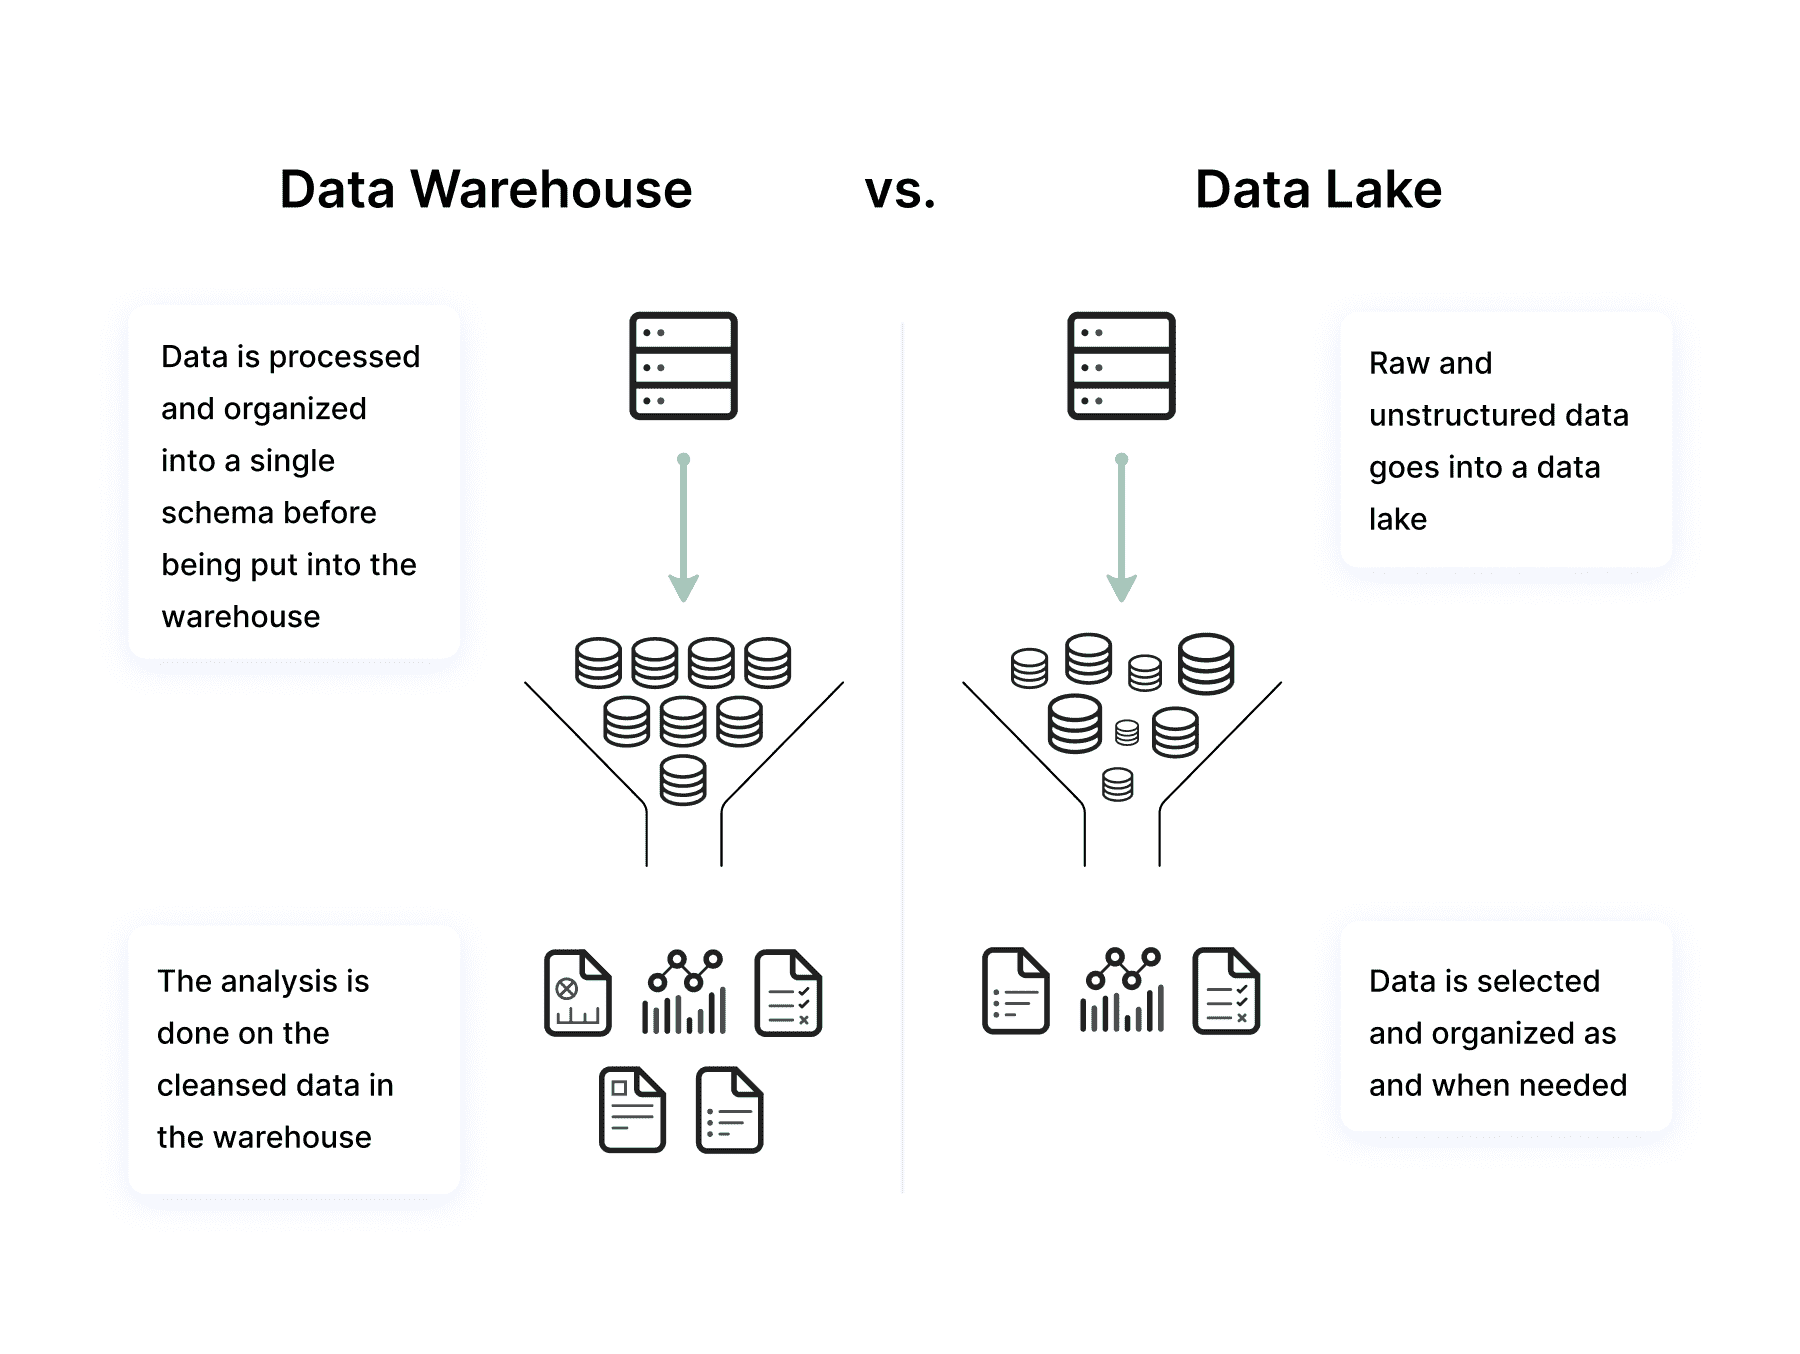 Data Warehouse vs. Data Lake
Data is processed
and organized
into a single
schema before
being put into the
warehouse
Raw and
unstructured data
goes into a data
lake
The analysis is
done on the
cleansed data in
the warehouse
Data is selected
and organized as
and when needed